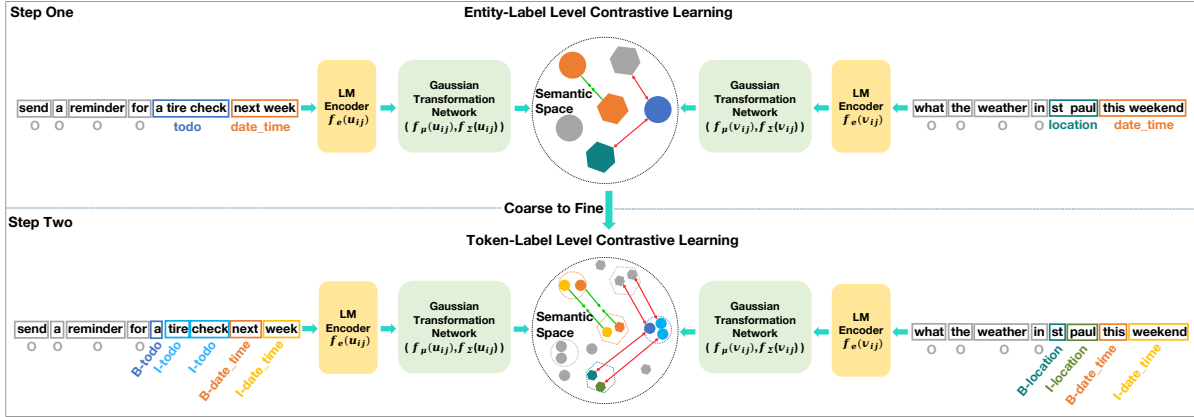 Step One
Entity-Label Level Contrastive Learning
send a reminder for a tire check next week
O O O O todo date_time
LM Encoder f_e(u_ij)
Gaussian Transformation Network { f_μ(u_ij), f_Σ(u_ij) }
Semantic Space
Gaussian Transformation Network { f_μ(v_ij), f_Σ(v_ij) }
LM Encoder f_e(v_ij)
what the weather in st paul this weekend
O O O O location date_time
Coarse to Fine
Step Two
Token-Label Level Contrastive Learning
send a reminder for a tire check next week
O O O O B-todo I-todo I-todo B-date_time I-date_time
LM Encoder f_e(u_ij)
Gaussian Transformation Network { f_μ(u_ij), f_Σ(u_ij) }
Semantic Space
Gaussian Transformation Network { f_μ(v_ij), f_Σ(v_ij) }
LM Encoder f_e(v_ij)
what the weather in st paul this weekend
O O O O B-location I-location B-date_time I-date_time